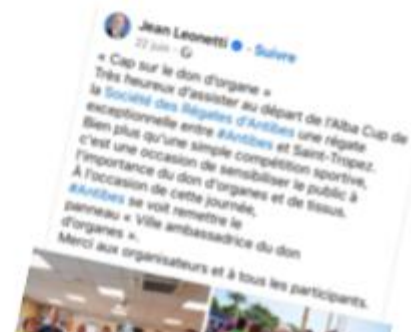 Jean Leonetti · Suivre
22 juin ·
« Cap sur le don d'organe »
Très heureux d'assister au départ de l'Alba Cup de
la Société des Régates d'Antibes une régate
exceptionnelle entre #Antibes et Saint-Tropez.
Bien plus qu'une simple compétition sportive,
c'est une occasion de sensibiliser le public à
l'importance du don d'organes et de tissus.
À l'occasion de cette journée,
#Antibes se voit remettre le
panneau « Ville ambassadrice du don
d'organes ».
Merci aux organisateurs et à tous les participants.